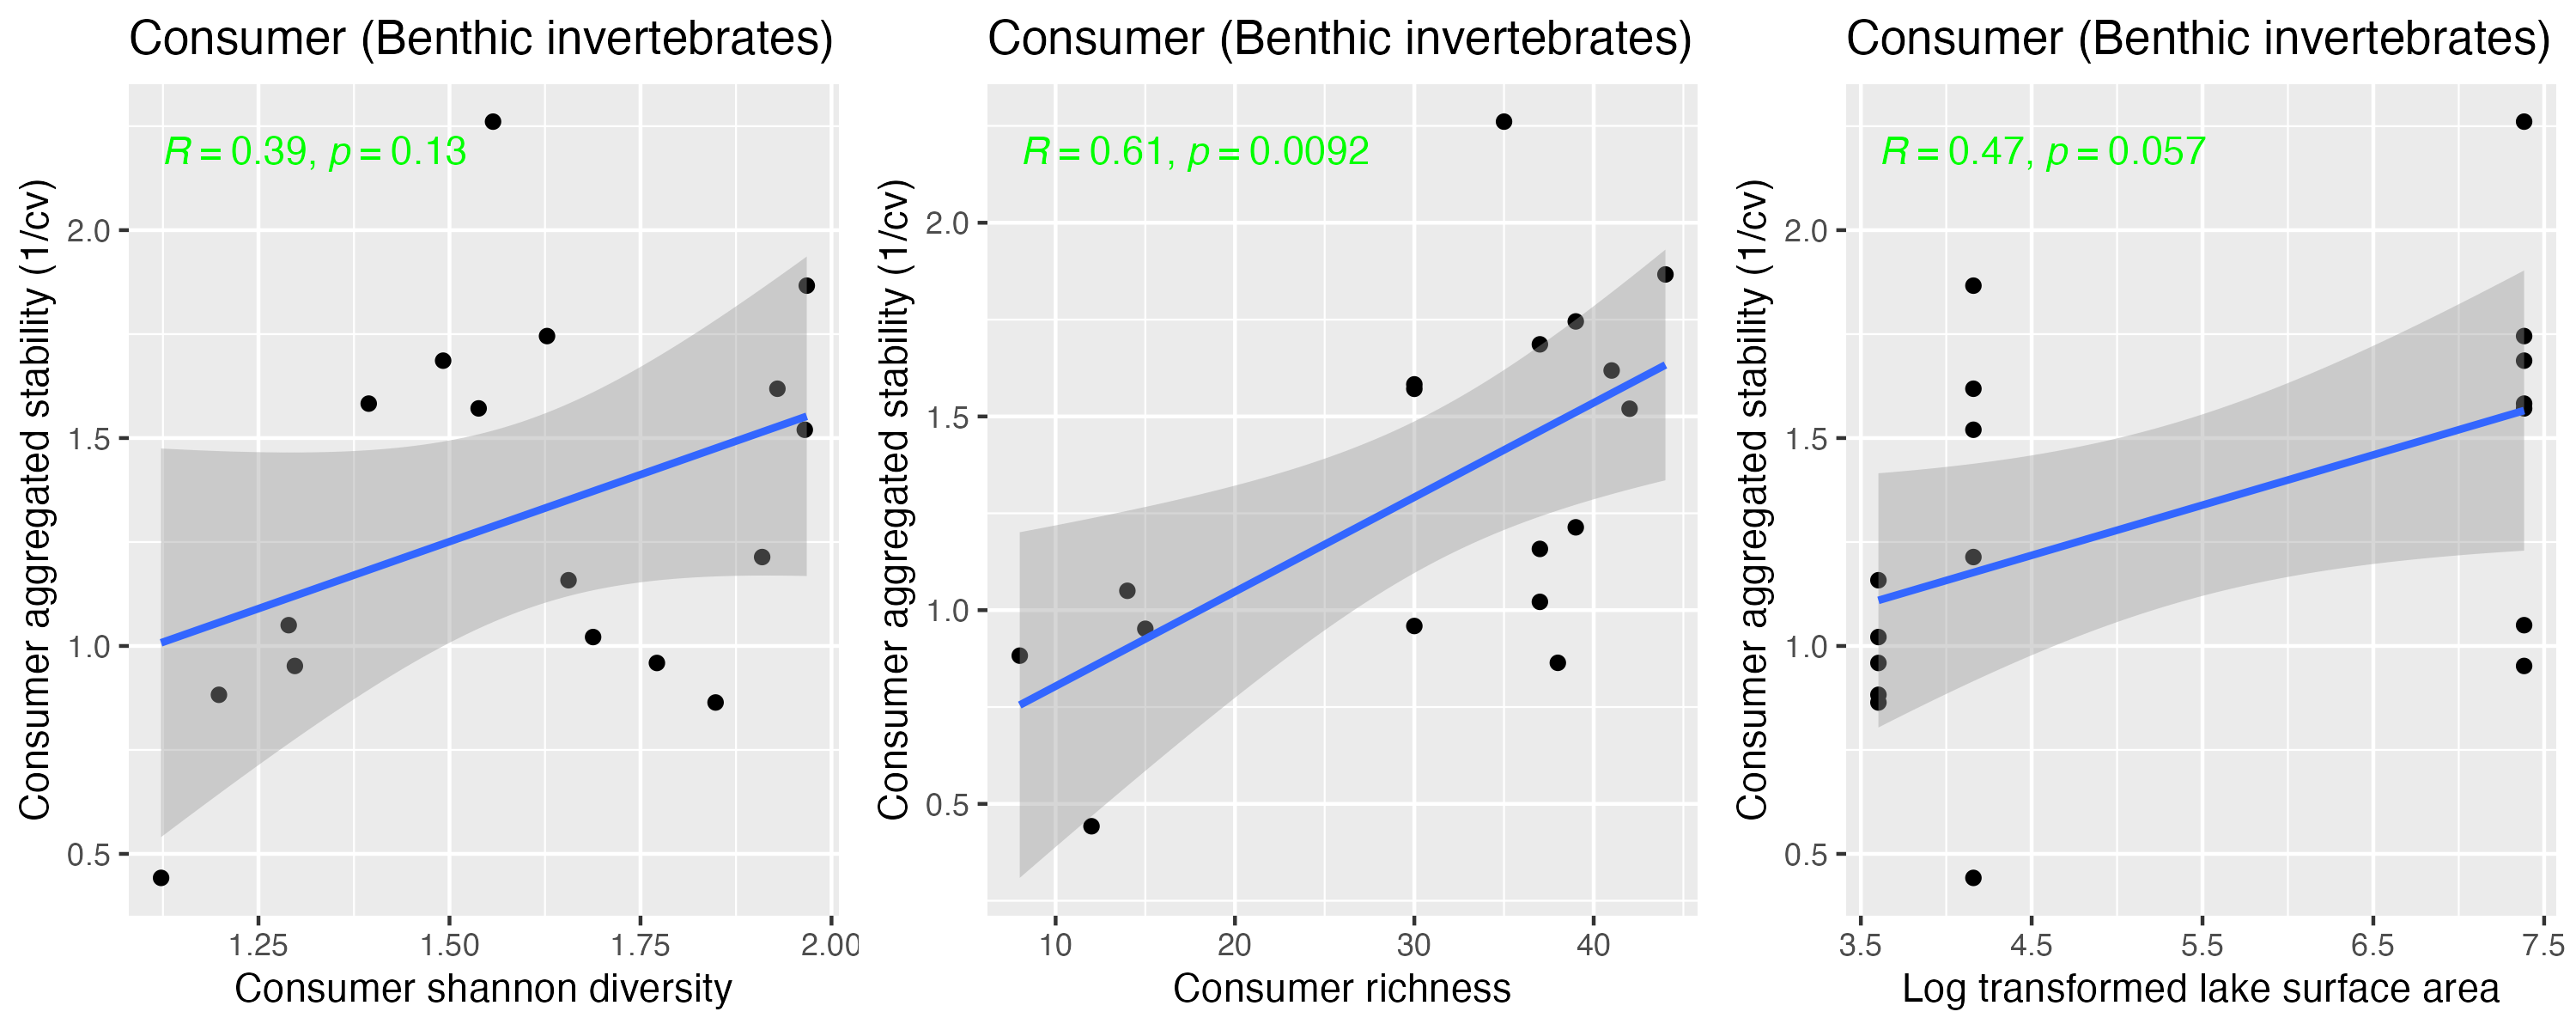 Consumer (Benthic invertebrates)
R = 0.39, p = 0.13
Consumer aggregated stability (1/cv)
2.0
1.5
1.0
0.5
1.25 1.50 1.75 2.00
Consumer shannon diversity
Consumer (Benthic invertebrates)
R = 0.61, p = 0.0092
Consumer aggregated stability (1/cv)
2.0
1.5
1.0
0.5
10 20 30 40
Consumer richness
Consumer (Benthic invertebrates)
R = 0.47, p = 0.057
Consumer aggregated stability (1/cv)
2.0
1.5
1.0
0.5
3.5 4.5 5.5 6.5 7.5
Log transformed lake surface area